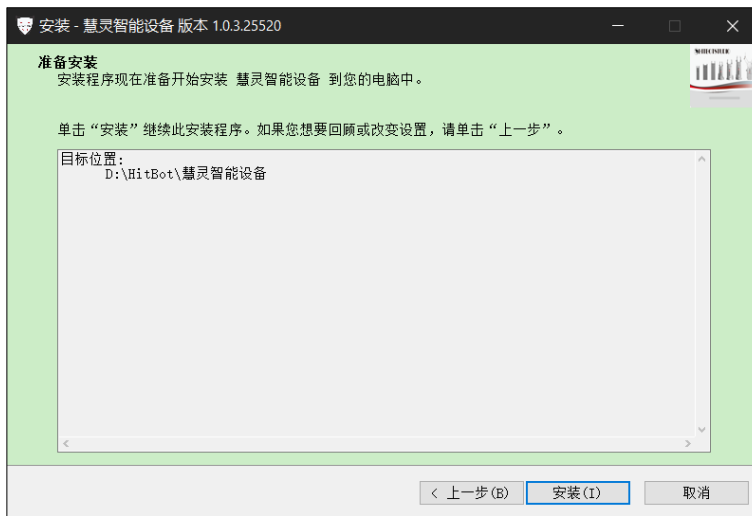 安装 - 慧灵智能设备 版本 1.0.3.25520
准备安装
安装程序现在准备开始安装 慧灵智能设备 到您的电脑中。
单击“安装”继续此安装程序。如果您想要回顾或改变设置，请单击“上一步”。
目标位置:
D:\HitBot\慧灵智能设备
< 上一步(B)
安装(I)
取消